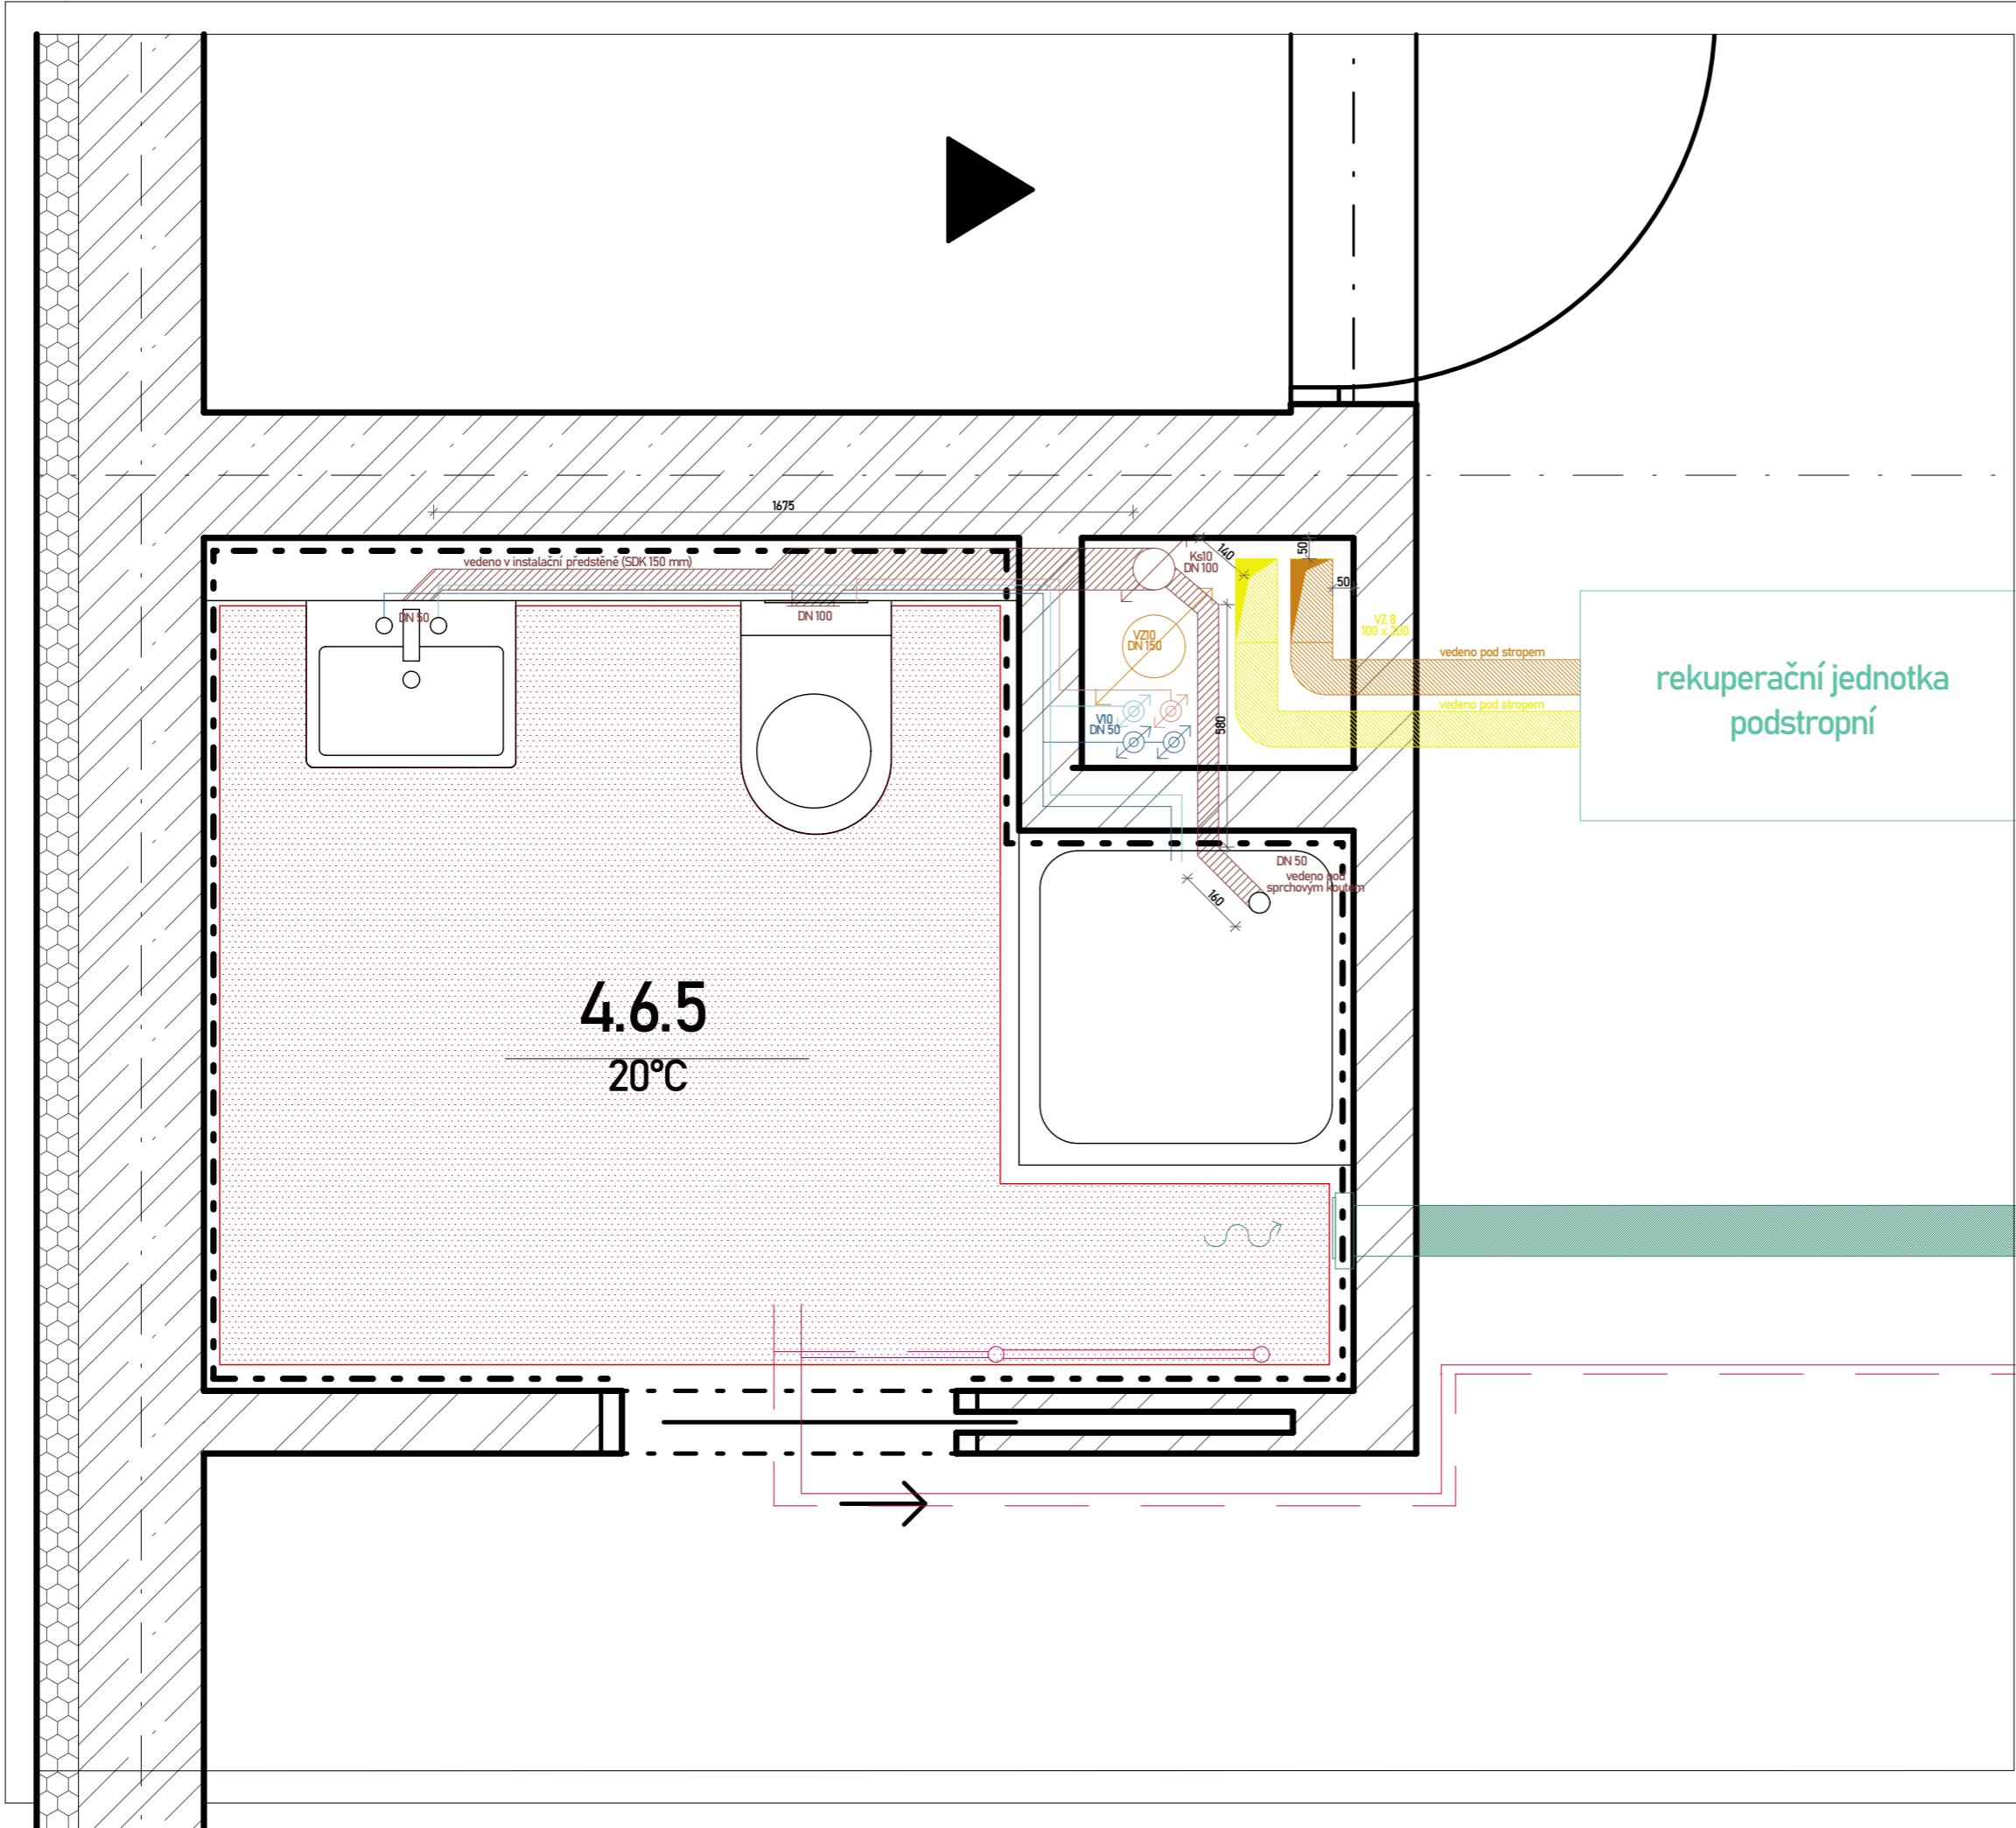 1675
vedeno v instalační předstěně (SDK 150 mm)
140
Ks10
DN 100
50
50
DN 50
DN 100
VZ10
DN 150
VZ 8
100 x 200
vedeno pod stropem
rekuperační jednotka
podstropní
vedeno pod stropem
V10
DN 50
580
DN 50
vedeno pod
sprchovým koutem
160
4.6.5
20°C